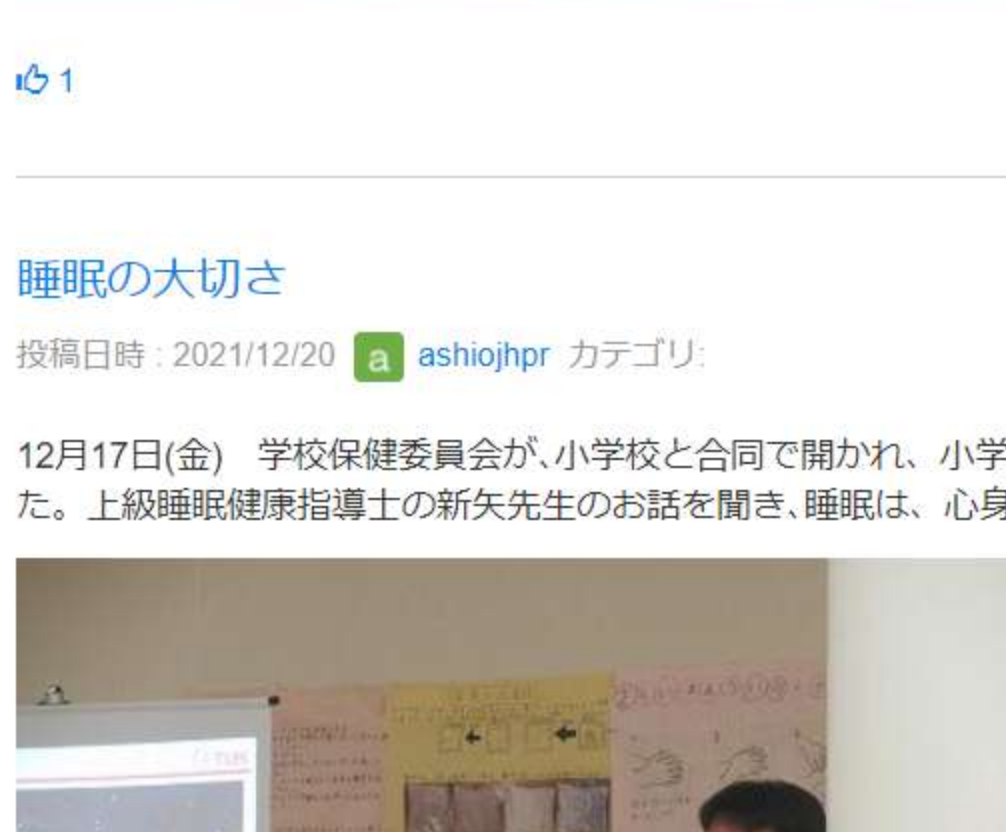 1
睡眠の大切さ
投稿日時 : 2021/12/20 a ashiojhpr カテゴリ:
12月17日(金)　学校保健委員会が、小学校と合同で開かれ、小学
た。上級睡眠健康指導士の新矢先生のお話を聞き、睡眠は、心身